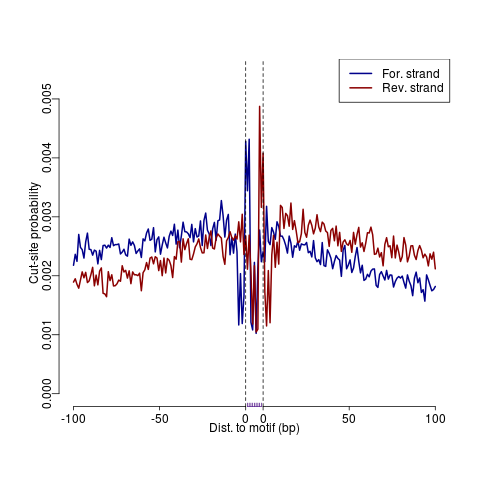 For. strand
Rev. strand
Cut-site probability
0.005
0.004
0.003
0.002
0.001
0.000
-100 -50 0 0 50 100
Dist. to motif (bp)